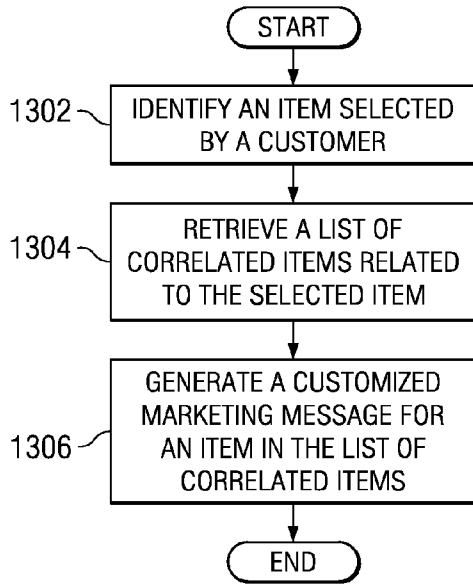 START
1302
IDENTIFY AN ITEM SELECTED
BY A CUSTOMER
1304
RETRIEVE A LIST OF
CORRELATED ITEMS RELATED
TO THE SELECTED ITEM
1306
GENERATE A CUSTOMIZED
MARKETING MESSAGE FOR
AN ITEM IN THE LIST OF
CORRELATED ITEMS
END